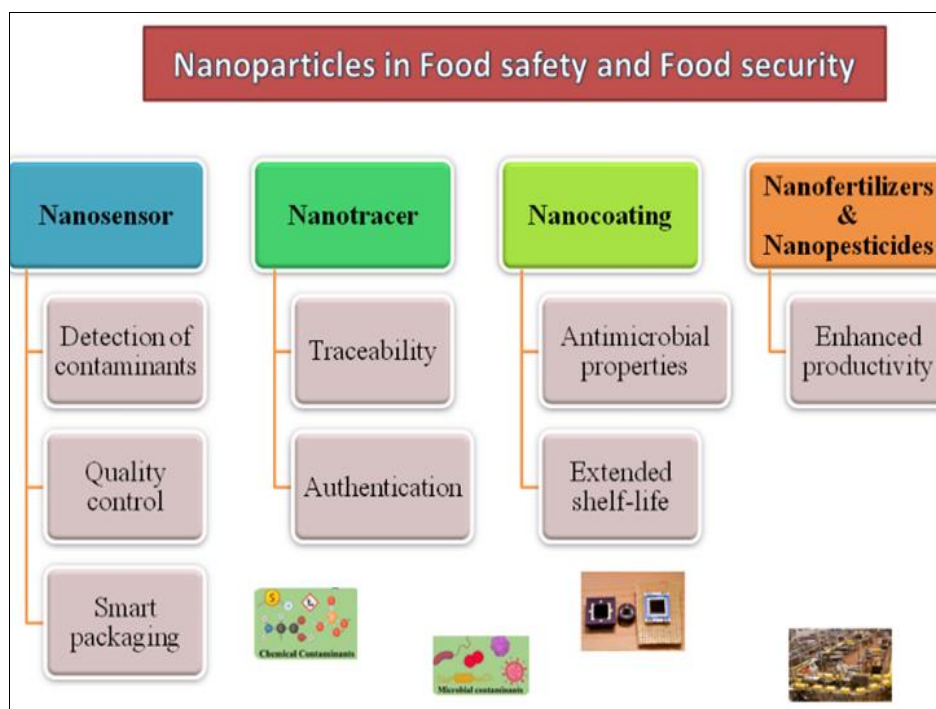 Nanoparticles in Food safety and Food security
Nanosensor
Detection of
contaminants
Quality
control
Smart
packaging
Nanotracer
Traceability
Authentication
Nanocoating
Antimicrobial
properties
Extended
shelf-life
Nanofertilizers
&
Nanopesticides
Enhanced
productivity
S
Chemical Contaminants
Microbial contaminants